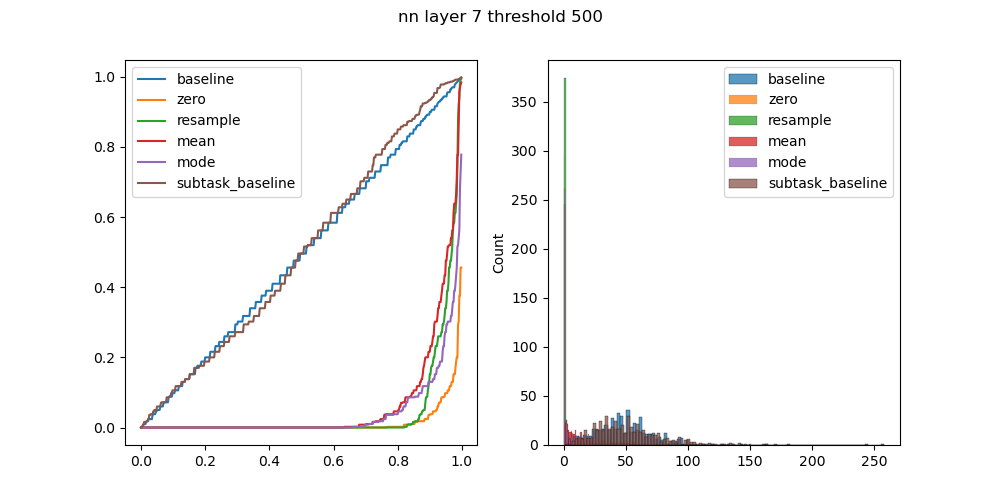 nn layer 7 threshold 500
baseline
zero
resample
mean
mode
subtask_baseline
1.0
0.8
0.6
0.4
0.2
0.0
0.0 0.2 0.4 0.6 0.8 1.0
baseline
zero
resample
mean
mode
subtask_baseline
Count
350
300
250
200
150
100
50
0
0 50 100 150 200 250